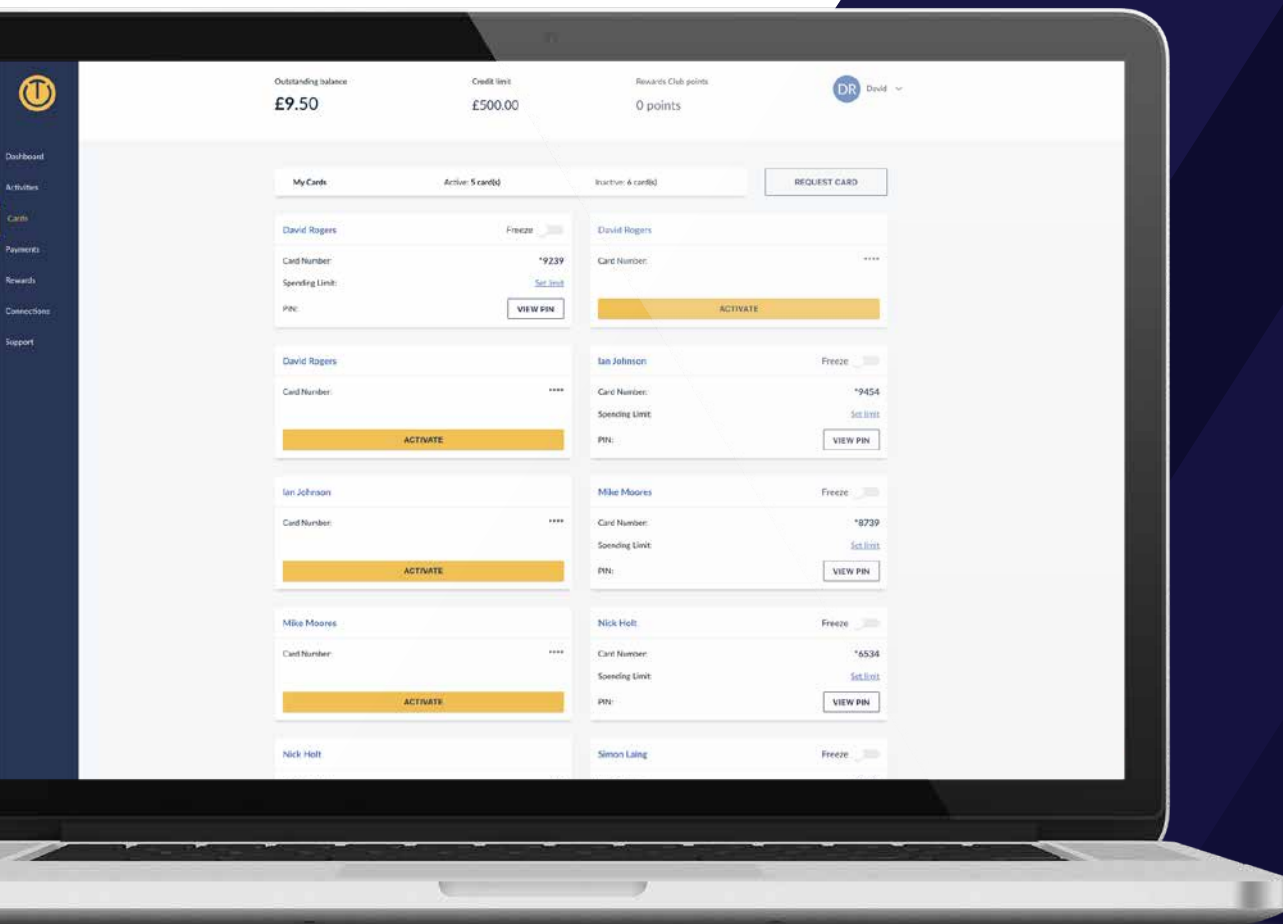 T
Outstanding balance Credit limit Rewards Club points
£9.50 £500.00 0 points
DR David
Dashboard
Activities
Cards
Payments
Rewards
Connections
Support
My Cards Active: 5 card(s) Inactive: 6 card(s) REQUEST CARD
David Rogers Freeze
Card Number: *9239
Spending Limit: Set limit
PIN: VIEW PIN
David Rogers
Card Number: ****
ACTIVATE
David Rogers
Card Number: ****
ACTIVATE
Ian Johnson Freeze
Card Number: *9454
Spending Limit: Set limit
PIN: VIEW PIN
Ian Johnson
Card Number: ****
ACTIVATE
Mike Moores Freeze
Card Number: *8739
Spending Limit: Set limit
PIN: VIEW PIN
Mike Moores
Card Number: ****
ACTIVATE
Nick Holt Freeze
Card Number: *6534
Spending Limit: Set limit
PIN: VIEW PIN
Nick Holt
Simon Laing Freeze